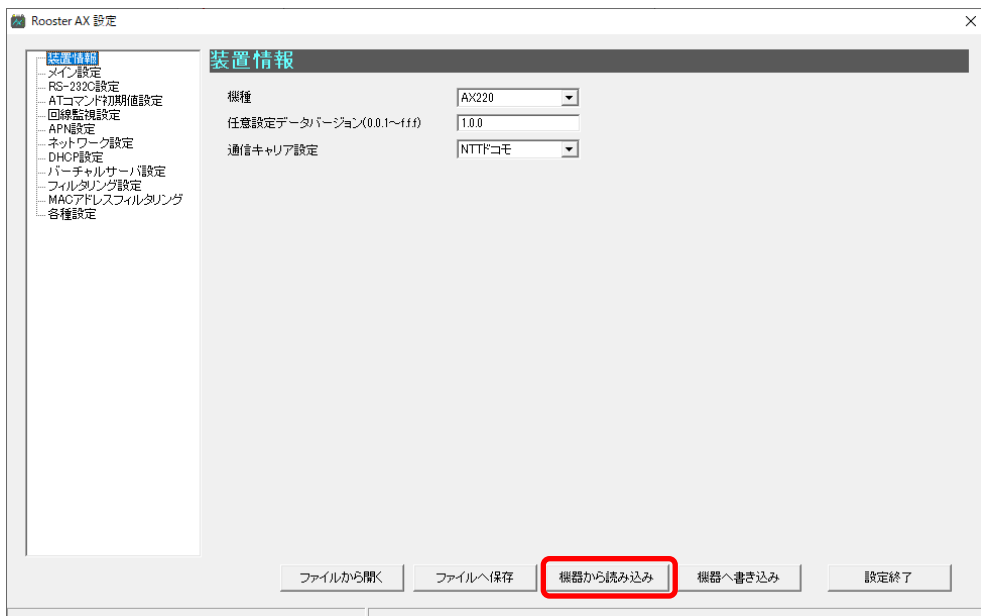 Rooster AX 設定
装置情報
メイン設定
RS-232C設定
ATコマンド初期値設定
回線監視設定
APN設定
ネットワーク設定
DHCP設定
バーチャルサーバ設定
フィルタリング設定
MACアドレスフィルタリング
各種設定
装置情報
機種 AX220
任意設定データバージョン(0.0.1～f.f.f) 1.0.0
通信キャリア設定 NTTドコモ
ファイルから開く ファイルへ保存 機器から読み込み 機器へ書き込み 設定終了